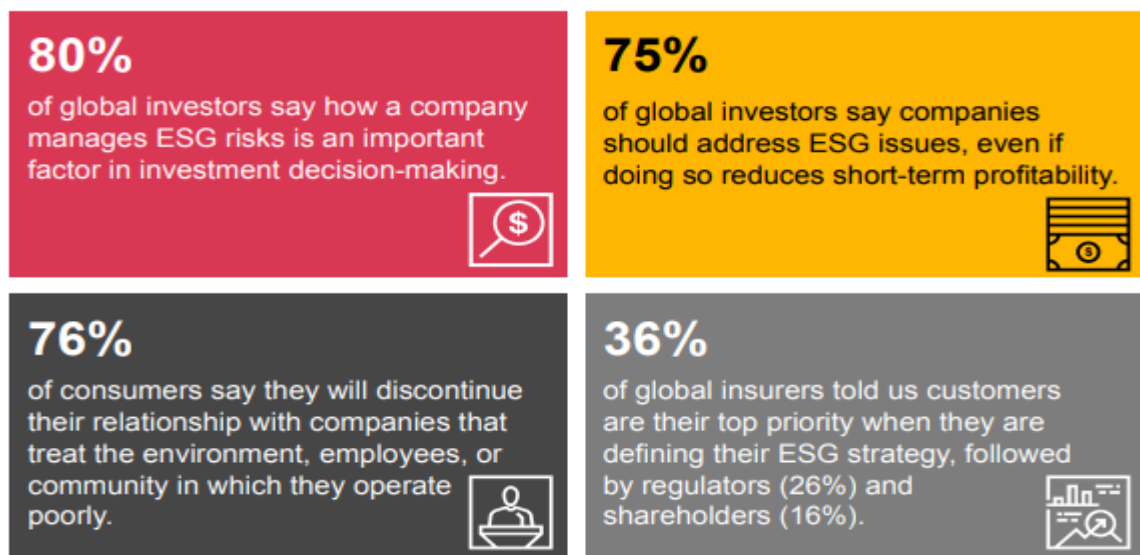 80%
of global investors say how a company
manages ESG risks is an important
factor in investment decision-making.
$
75%
of global investors say companies
should address ESG issues, even if
doing so reduces short-term profitability.
$
76%
of consumers say they will discontinue
their relationship with companies that
treat the environment, employees, or
community in which they operate
poorly.
36%
of global insurers told us customers
are their top priority when they are
defining their ESG strategy, followed
by regulators (26%) and
shareholders (16%).